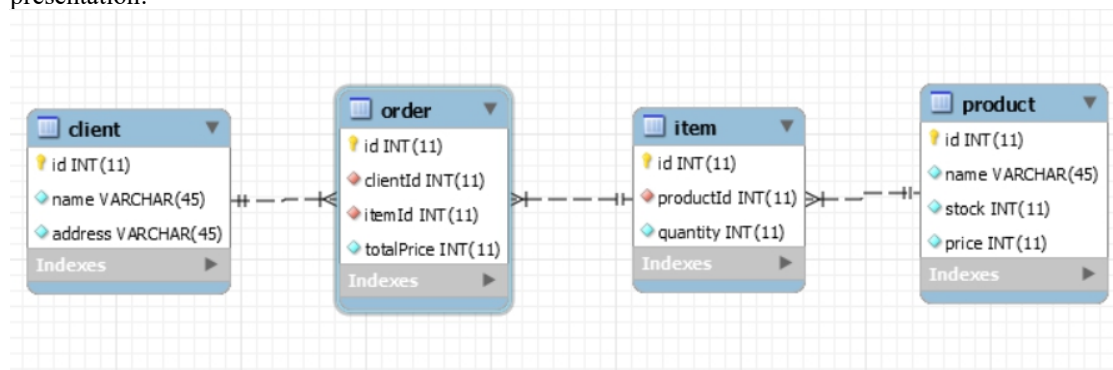 presentation.
client
id INT(11)
name VARCHAR(45)
address VARCHAR(45)
Indexes
order
id INT(11)
clientId INT(11)
itemId INT(11)
totalPrice INT(11)
Indexes
item
id INT(11)
productId INT(11)
quantity INT(11)
Indexes
product
id INT(11)
name VARCHAR(45)
stock INT(11)
price INT(11)
Indexes